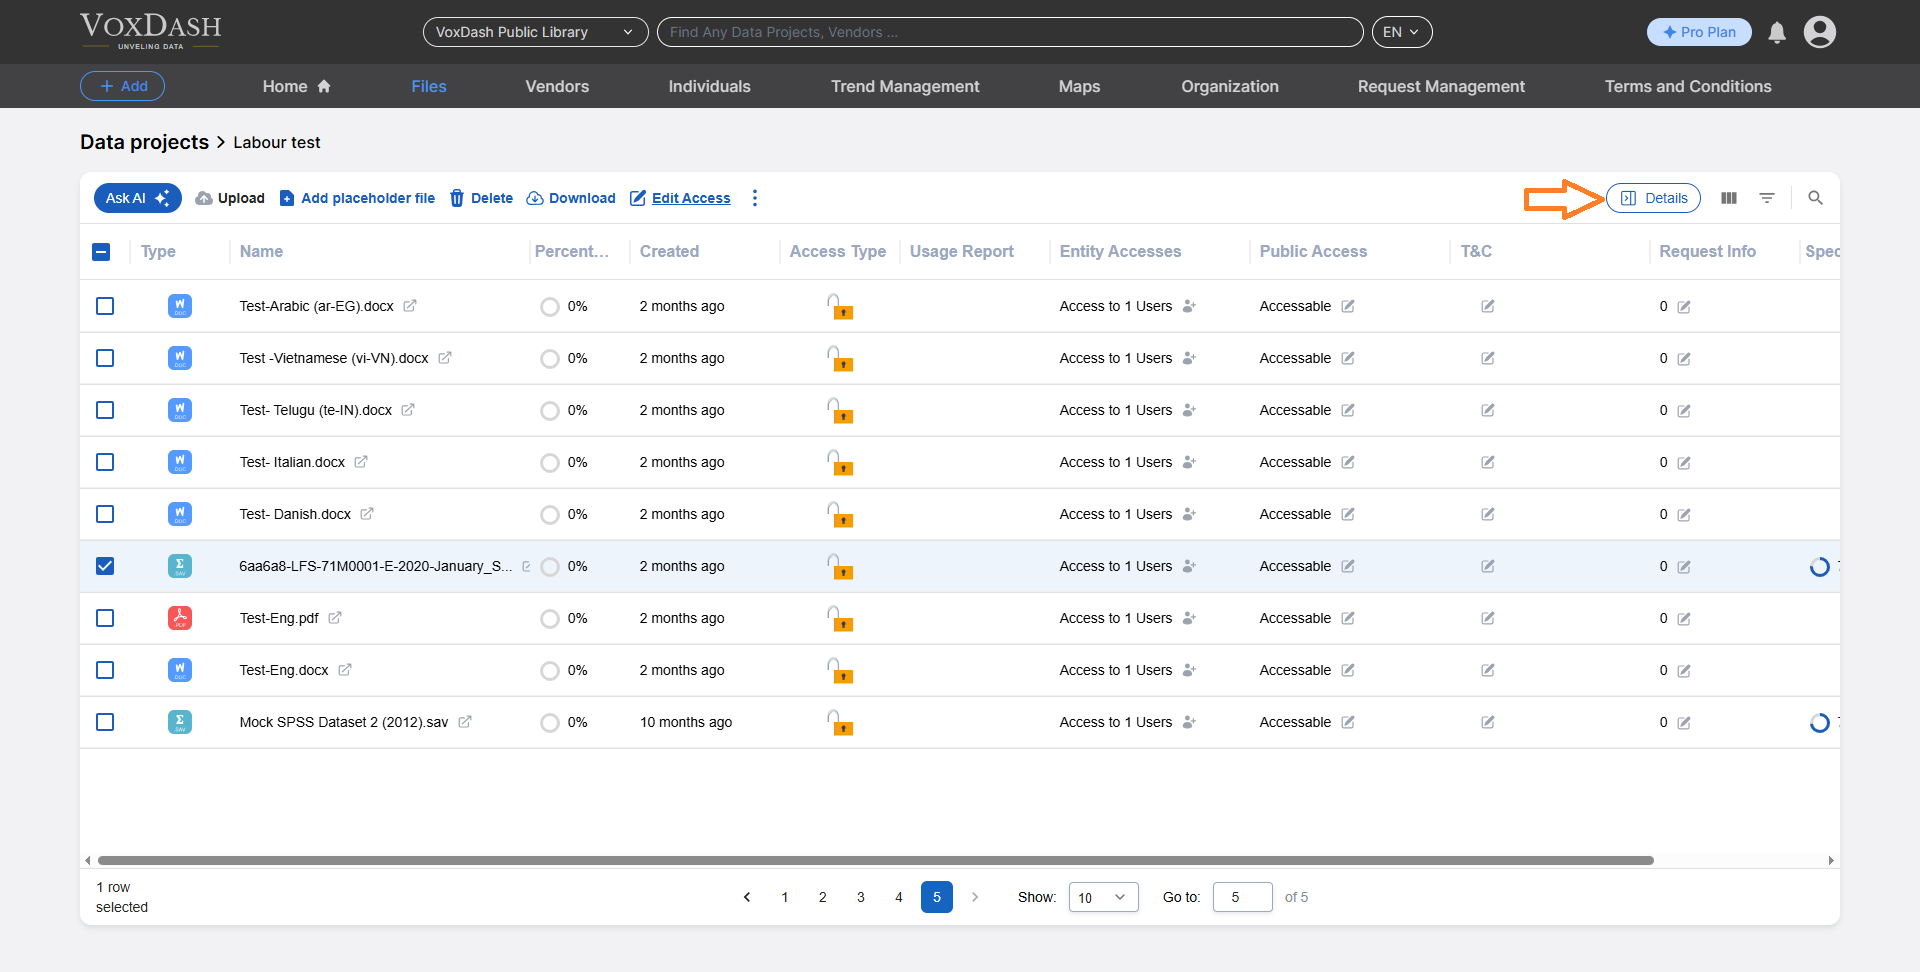 VOXDASH
UNVELING DATA
VoxDash Public Library
Find Any Data Projects, Vendors ...
EN
Pro Plan
+ Add
Home
Files
Vendors
Individuals
Trend Management
Maps
Organization
Request Management
Terms and Conditions
Data projects > Labour test
Ask AI
Upload
Add placeholder file
Delete
Download
Edit Access
Details
Type Name Percent... Created Access Type Usage Report Entity Accesses Public Access T&C Request Info Spec
W DOC Test-Arabic (ar-EG).docx 0% 2 months ago Access to 1 Users Accessable 0
W DOC Test -Vietnamese (vi-VN).docx 0% 2 months ago Access to 1 Users Accessable 0
W DOC Test- Telugu (te-IN).docx 0% 2 months ago Access to 1 Users Accessable 0
W DOC Test- Italian.docx 0% 2 months ago Access to 1 Users Accessable 0
W DOC Test- Danish.docx 0% 2 months ago Access to 1 Users Accessable 0
Σ SAV 6aa6a8-LFS-71M0001-E-2020-January_S... 0% 2 months ago Access to 1 Users Accessable 0
PDF Test-Eng.pdf 0% 2 months ago Access to 1 Users Accessable 0
W DOC Test-Eng.docx 0% 2 months ago Access to 1 Users Accessable 0
Σ SAV Mock SPSS Dataset 2 (2012).sav 0% 10 months ago Access to 1 Users Accessable 0
1 row
selected
1 2 3 4 5
Show: 10
Go to: 5 of 5